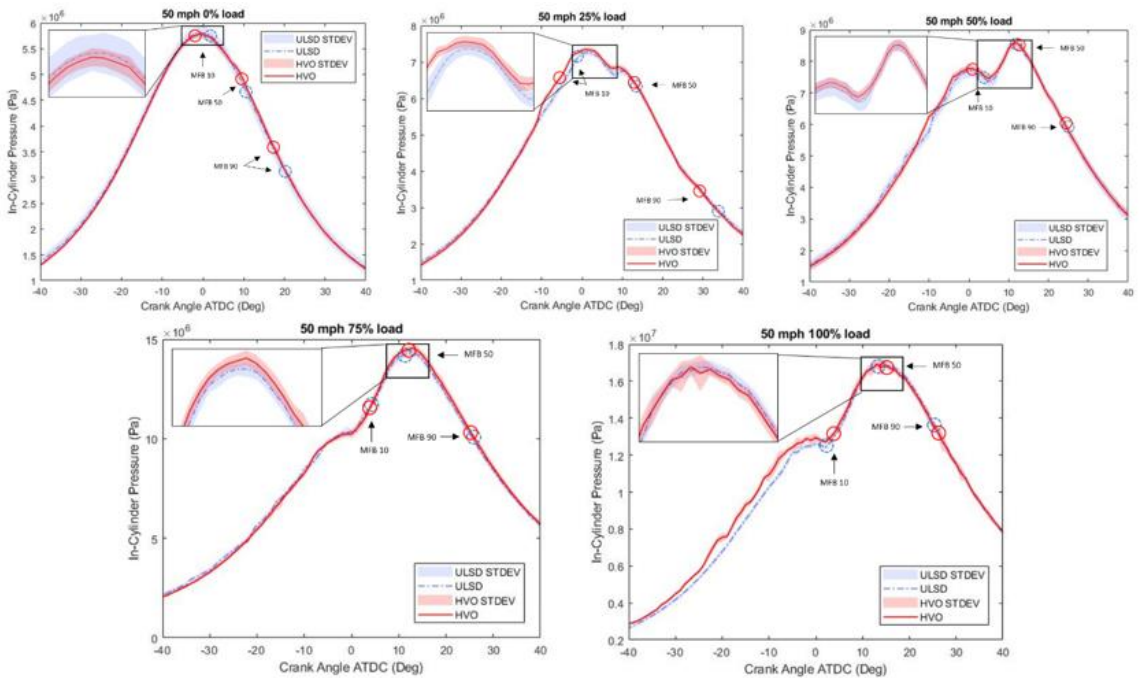 50 mph 0% load
×10^6
6
5.5
5
4.5
4
3.5
3
2.5
2
1.5
1
In-Cylinder Pressure (Pa)
ULSD STDEV
ULSD
HVO STDEV
HVO
MFB 10
MFB 50
MFB 90
-40 -30 -20 -10 0 10 20 30 40
Crank Angle ATDC (Deg)
50 mph 25% load
×10^6
8
7
6
5
4
3
2
1
In-Cylinder Pressure (Pa)
MFB 10
MFB 50
MFB 90
ULSD STDEV
ULSD
HVO STDEV
HVO
-40 -30 -20 -10 0 10 20 30 40
Crank Angle ATDC (Deg)
50 mph 50% load
×10^6
9
8
7
6
5
4
3
2
1
In-Cylinder Pressure (Pa)
MFB 50
MFB 10
MFB 90
ULSD STDEV
ULSD
HVO STDEV
HVO
-40 -30 -20 -10 0 10 20 30 40
Crank Angle ATDC (Deg)
50 mph 75% load
×10^6
15
10
5
0
In-Cylinder Pressure (Pa)
MFB 50
MFB 10
MFB 90
ULSD STDEV
ULSD
HVO STDEV
HVO
-40 -30 -20 -10 0 10 20 30 40
Crank Angle ATDC (Deg)
50 mph 100% load
×10^7
1.8
1.6
1.4
1.2
1
0.8
0.6
0.4
0.2
In-Cylinder Pressure (Pa)
MFB 50
MFB 90
MFB 10
ULSD STDEV
ULSD
HVO STDEV
HVO
-40 -30 -20 -10 0 10 20 30 40
Crank Angle ATDC (Deg)